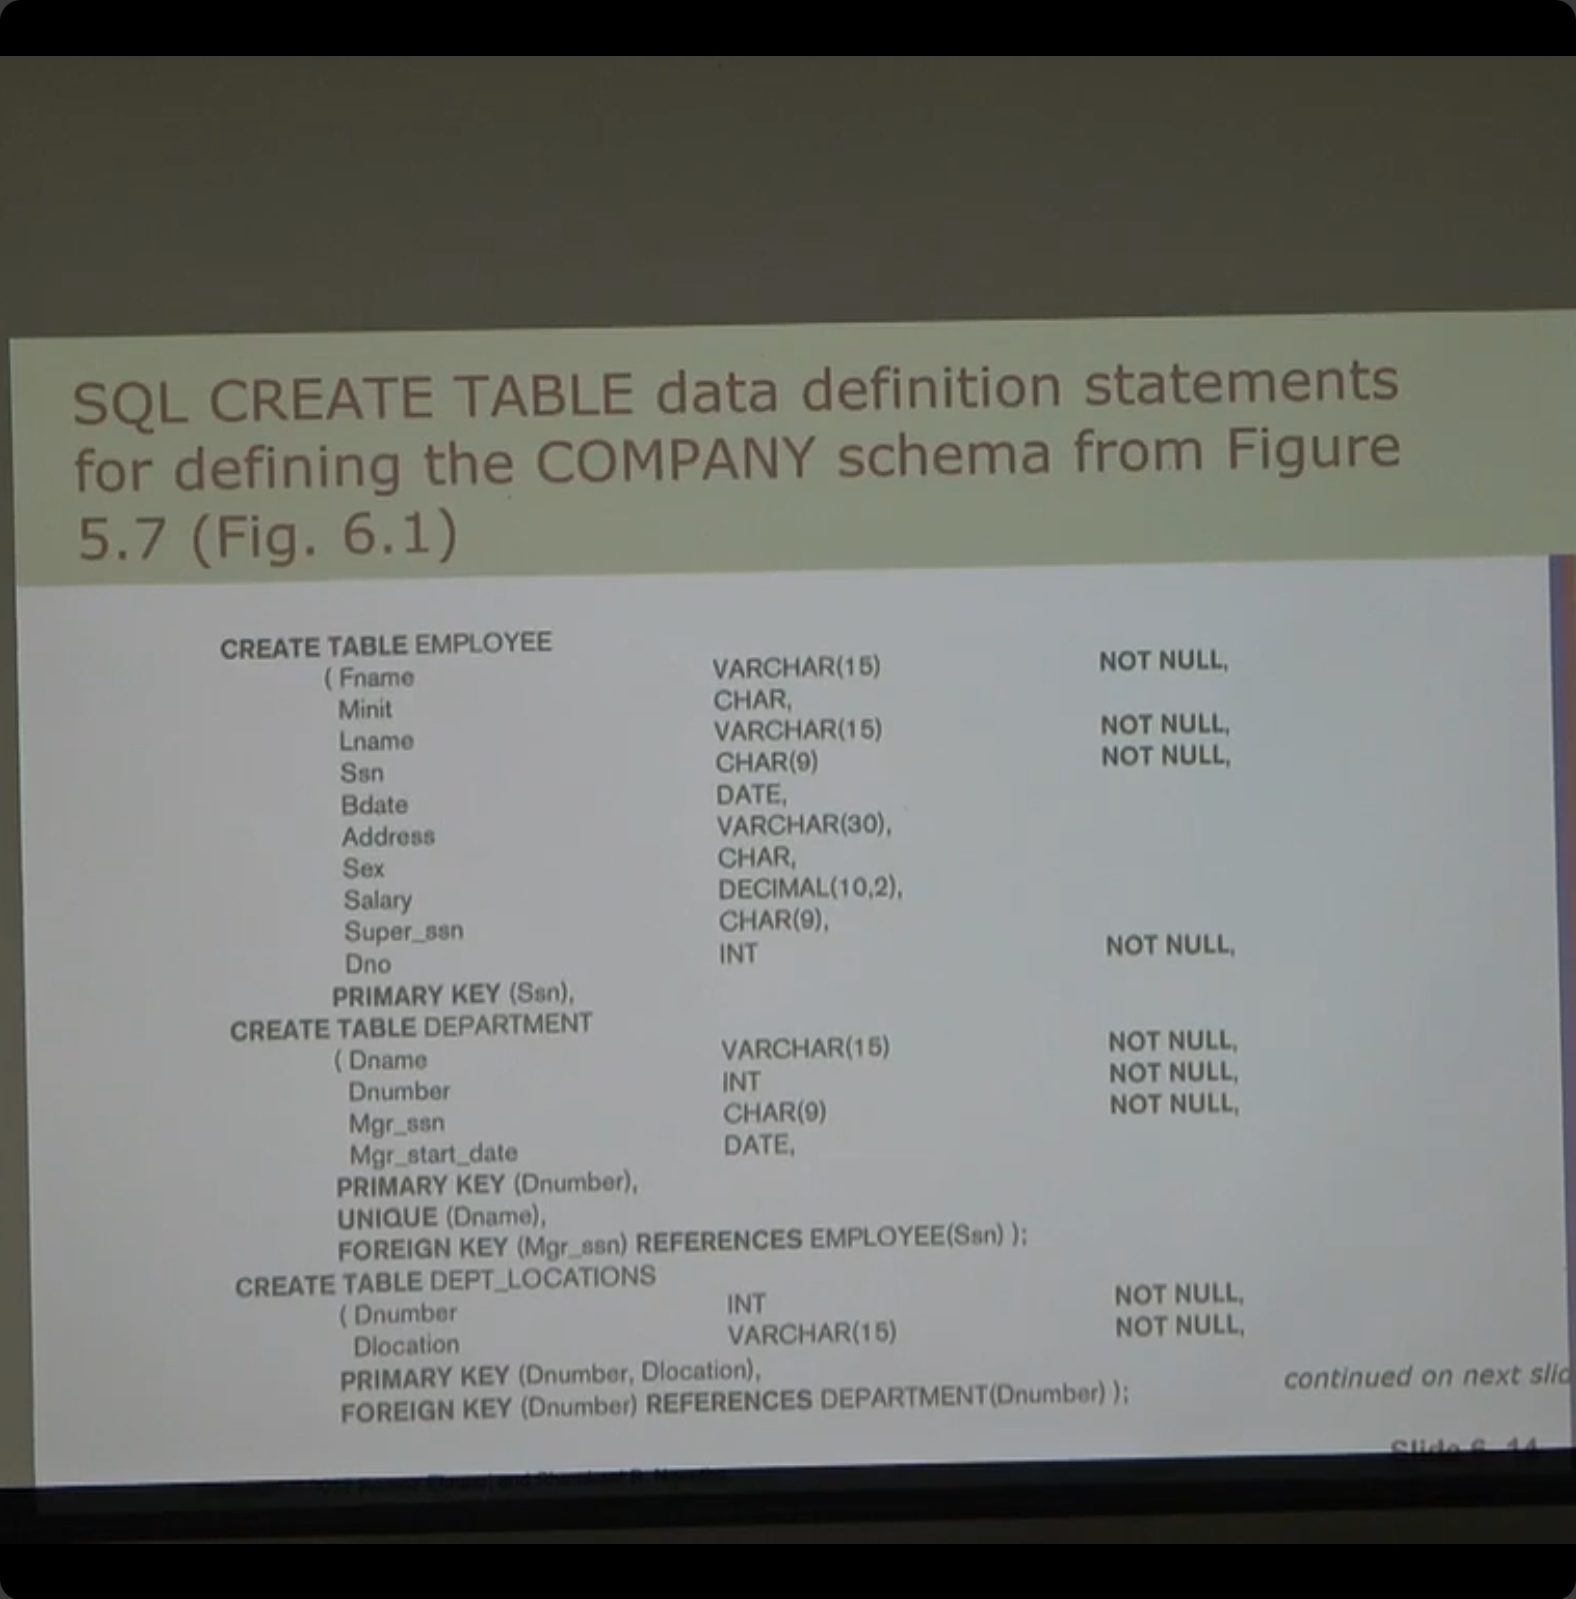 SQL CREATE TABLE data definition statements
for defining the COMPANY schema from Figure
5.7 (Fig. 6.1)
CREATE TABLE EMPLOYEE
( Fname VARCHAR(15) NOT NULL,
Minit CHAR,
Lname VARCHAR(15) NOT NULL,
Ssn CHAR(9) NOT NULL,
Bdate DATE,
Address VARCHAR(30),
Sex CHAR,
Salary DECIMAL(10,2),
Super_ssn CHAR(9),
Dno INT NOT NULL,
PRIMARY KEY (Ssn),
CREATE TABLE DEPARTMENT
( Dname VARCHAR(15) NOT NULL,
Dnumber INT NOT NULL,
Mgr_ssn CHAR(9) NOT NULL,
Mgr_start_date DATE,
PRIMARY KEY (Dnumber),
UNIQUE (Dname),
FOREIGN KEY (Mgr_ssn) REFERENCES EMPLOYEE(Ssn) );
CREATE TABLE DEPT_LOCATIONS
( Dnumber INT NOT NULL,
Dlocation VARCHAR(15) NOT NULL,
PRIMARY KEY (Dnumber, Dlocation),
FOREIGN KEY (Dnumber) REFERENCES DEPARTMENT(Dnumber) );
continued on next slid
Slide 6- 14